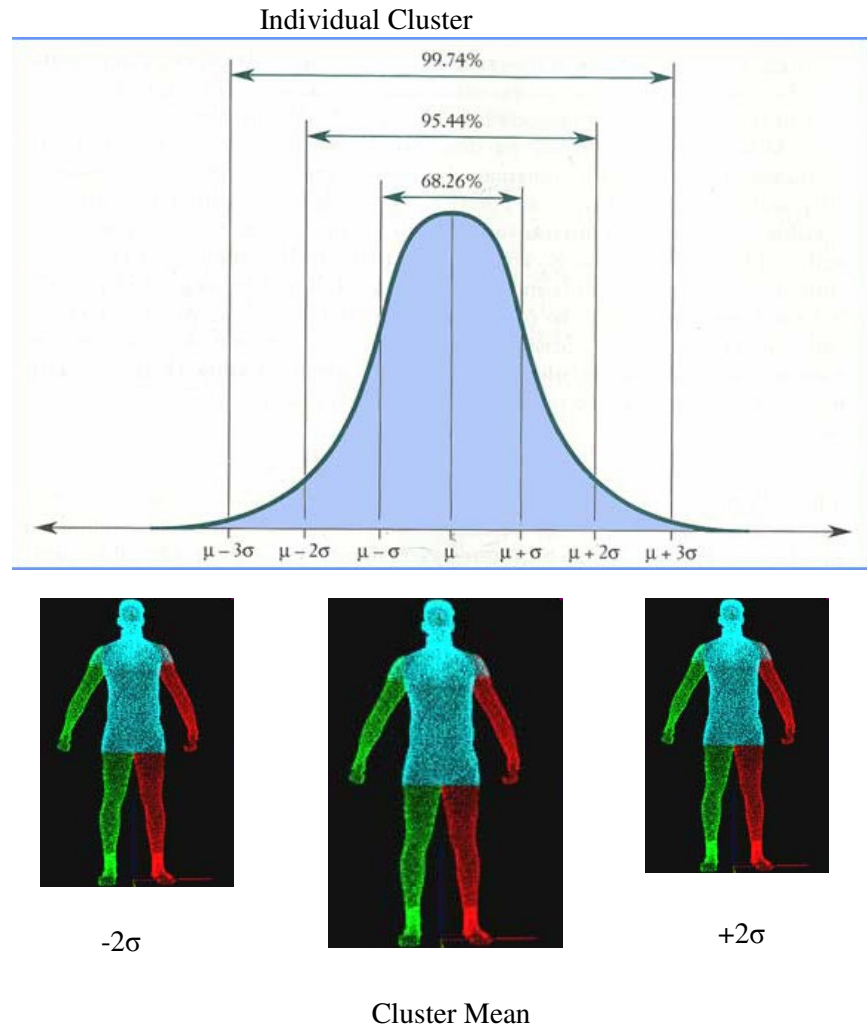 Individual Cluster
99.74%
95.44%
68.26%
μ – 3σ μ – 2σ μ – σ μ μ + σ μ + 2σ μ + 3σ
-2σ
+2σ
Cluster Mean